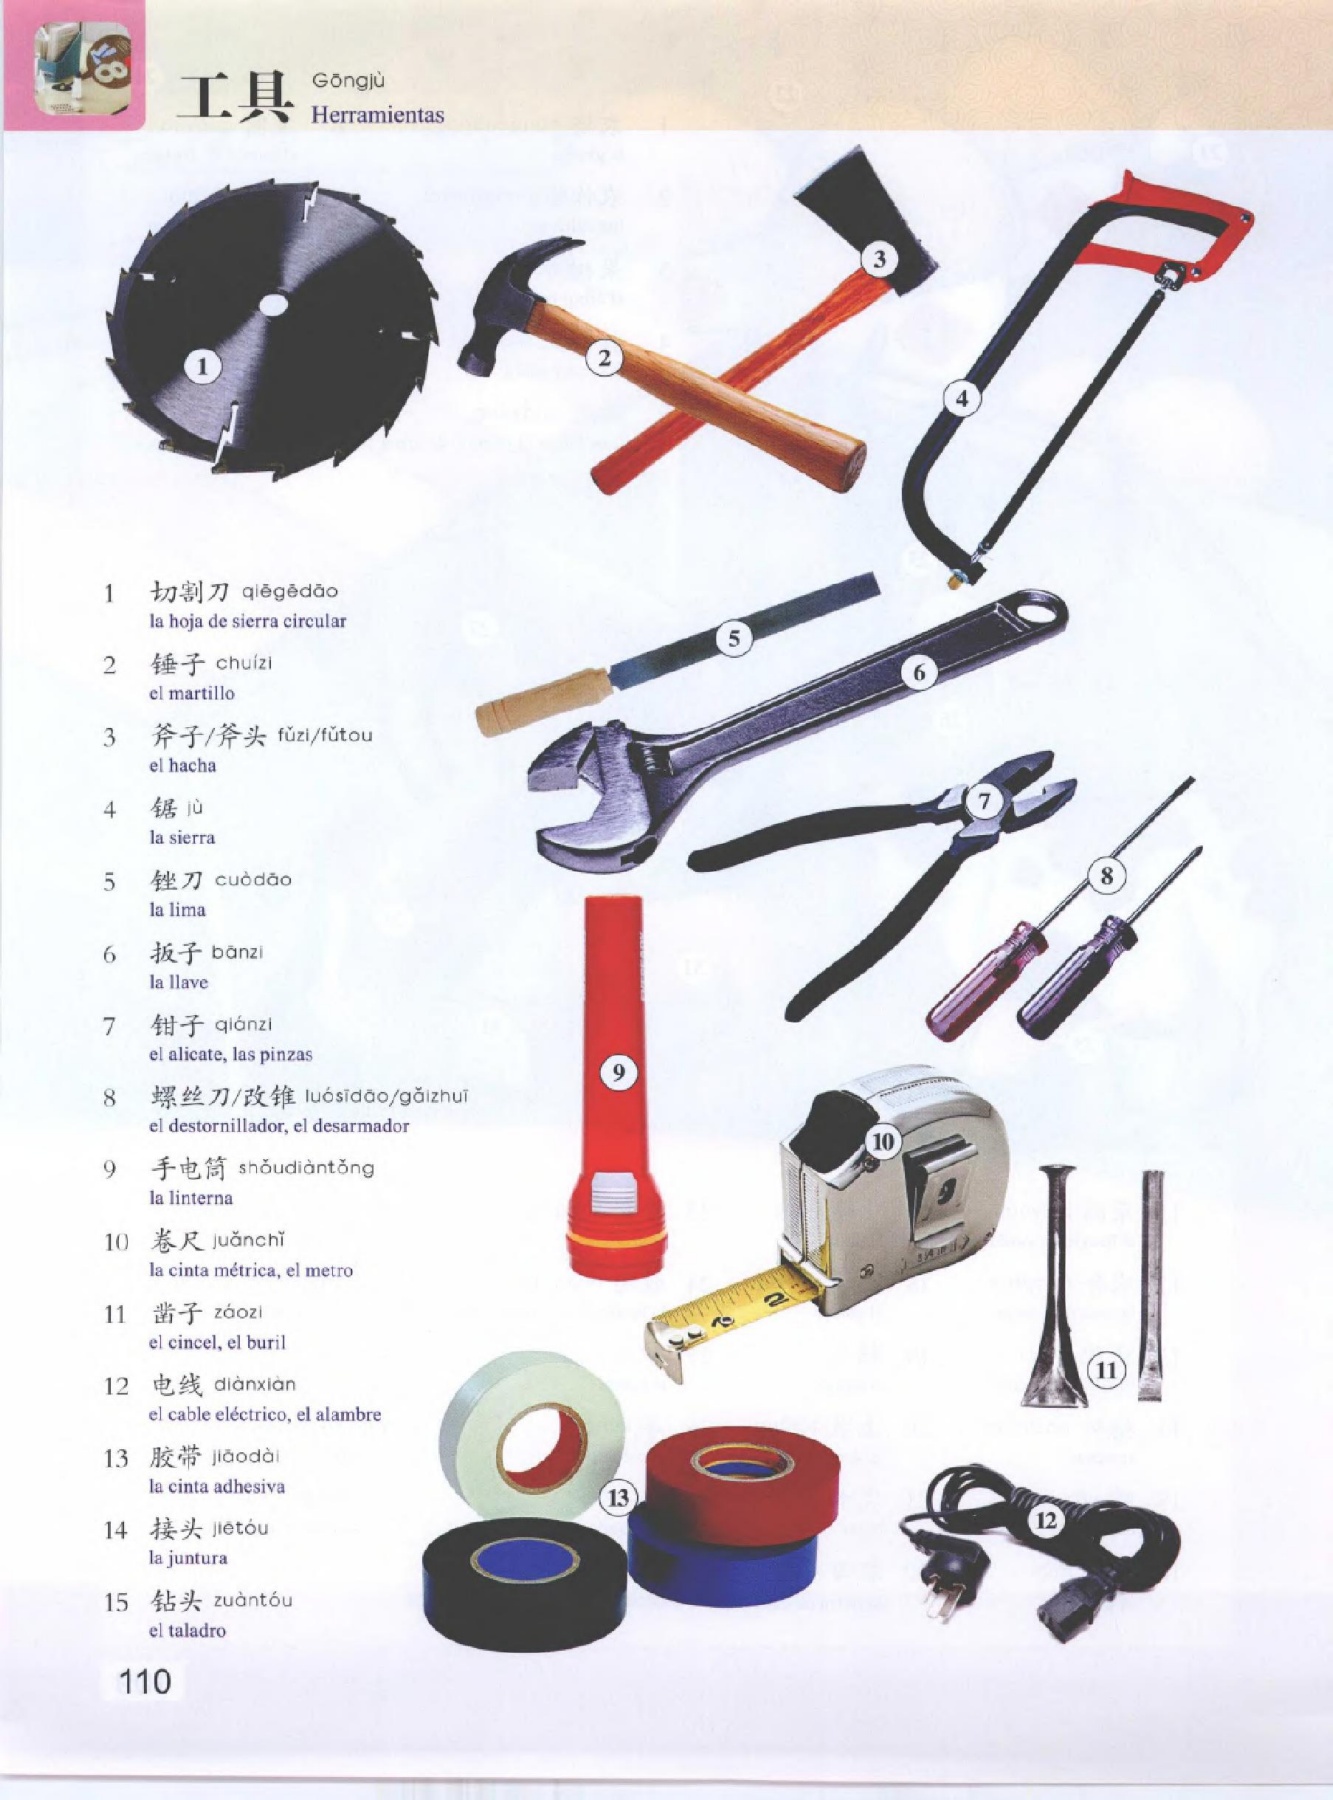 工具 Gōngjù
Herramientas
1 切割刀 qiēgēdāo
la hoja de sierra circular
2 锤子 chuízi
el martillo
3 斧子/斧头 fǔzi/fǔtou
el hacha
4 锯 jù
la sierra
5 锉刀 cuòdāo
la lima
6 扳子 bānzi
la llave
7 钳子 qiánzi
el alicate, las pinzas
8 螺丝刀/改锥 luósīdāo/gǎizhuī
el destornillador, el desarmador
9 手电筒 shǒudiàntǒng
la linterna
10 卷尺 juǎnchǐ
la cinta métrica, el metro
11 凿子 záozi
el cincel, el buril
12 电线 diànxiàn
el cable eléctrico, el alambre
13 胶带 jiāodài
la cinta adhesiva
14 接头 jiētóu
la juntura
15 钻头 zuàntóu
el taladro
110
1
2
3
4
5
6
7
8
9
10
11
12
13